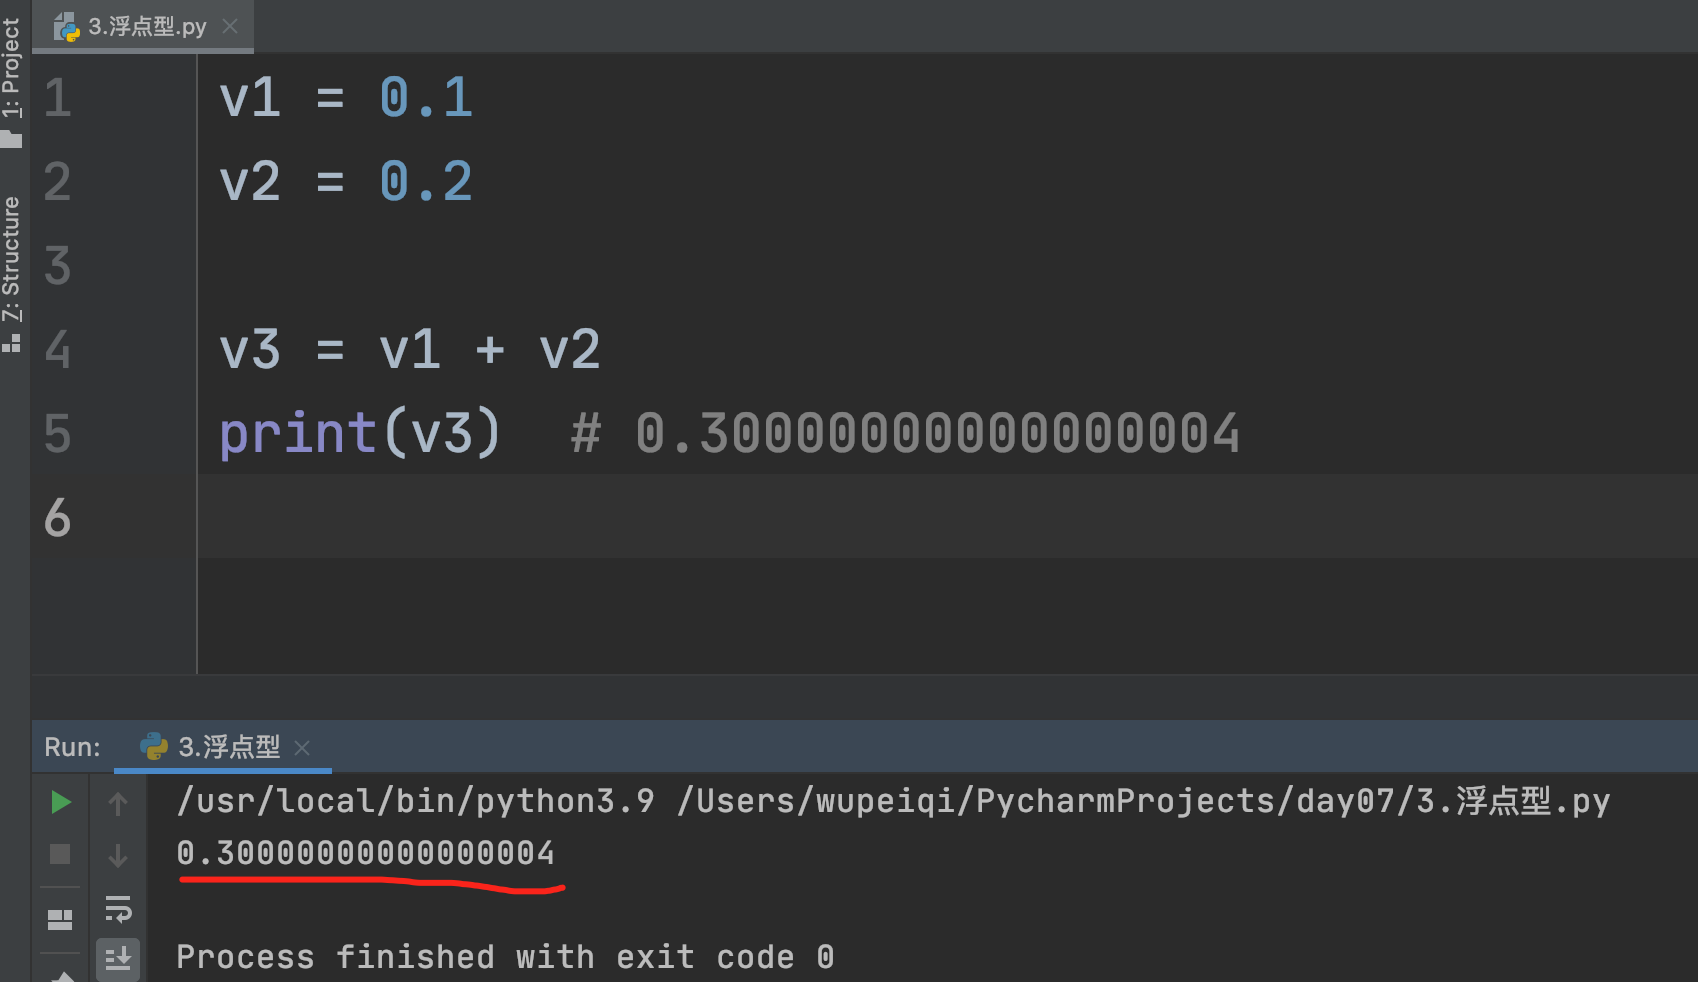 3.浮点型.py
1: Project
7: Structure
1 v1 = 0.1
2 v2 = 0.2
3
4 v3 = v1 + v2
5 print(v3)  # 0.30000000000000004
6
Run: 3.浮点型
/usr/local/bin/python3.9 /Users/wupeiqi/PycharmProjects/day07/3.浮点型.py
0.30000000000000004
Process finished with exit code 0